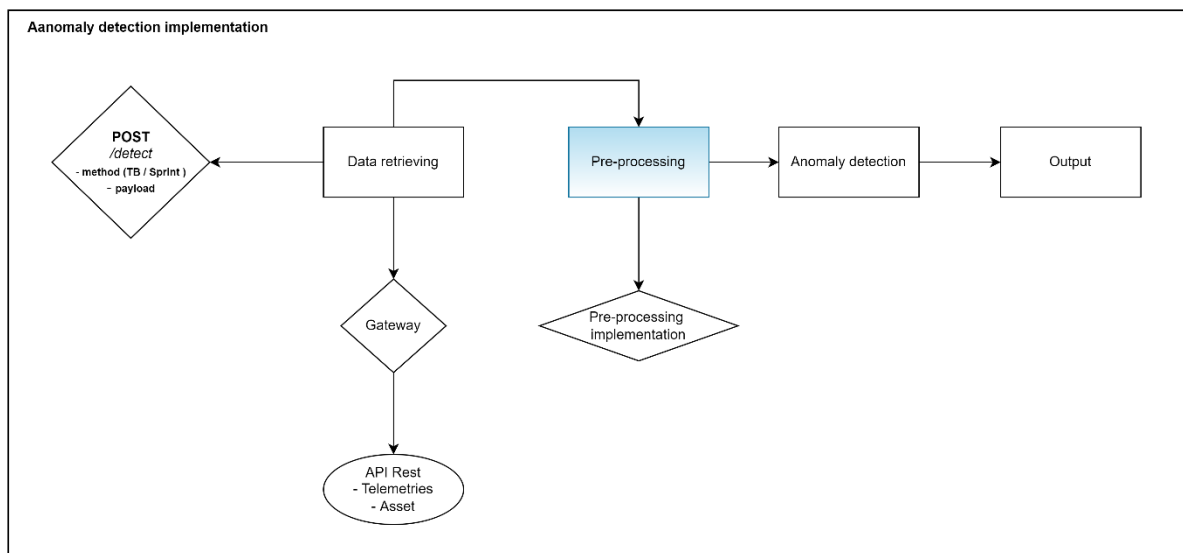 Aanomaly detection implementation
POST
/detect
- method (TB / Sprint )
- payload
Data retrieving
Pre-processing
Anomaly detection
Output
Gateway
Pre-processing
implementation
API Rest
- Telemetries
- Asset